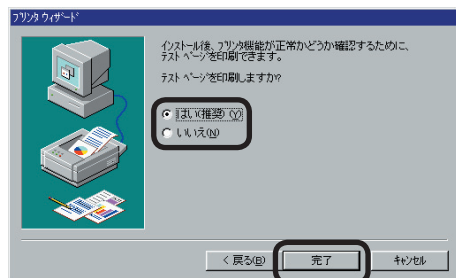 プリンタ ウィザード
インストール後、プリンタ機能が正常かどうか確認するために、
テスト ページを印刷できます。
テスト ページを印刷しますか?
はい(推奨)(Y)
いいえ(N)
< 戻る(B)
完了
キャンセル